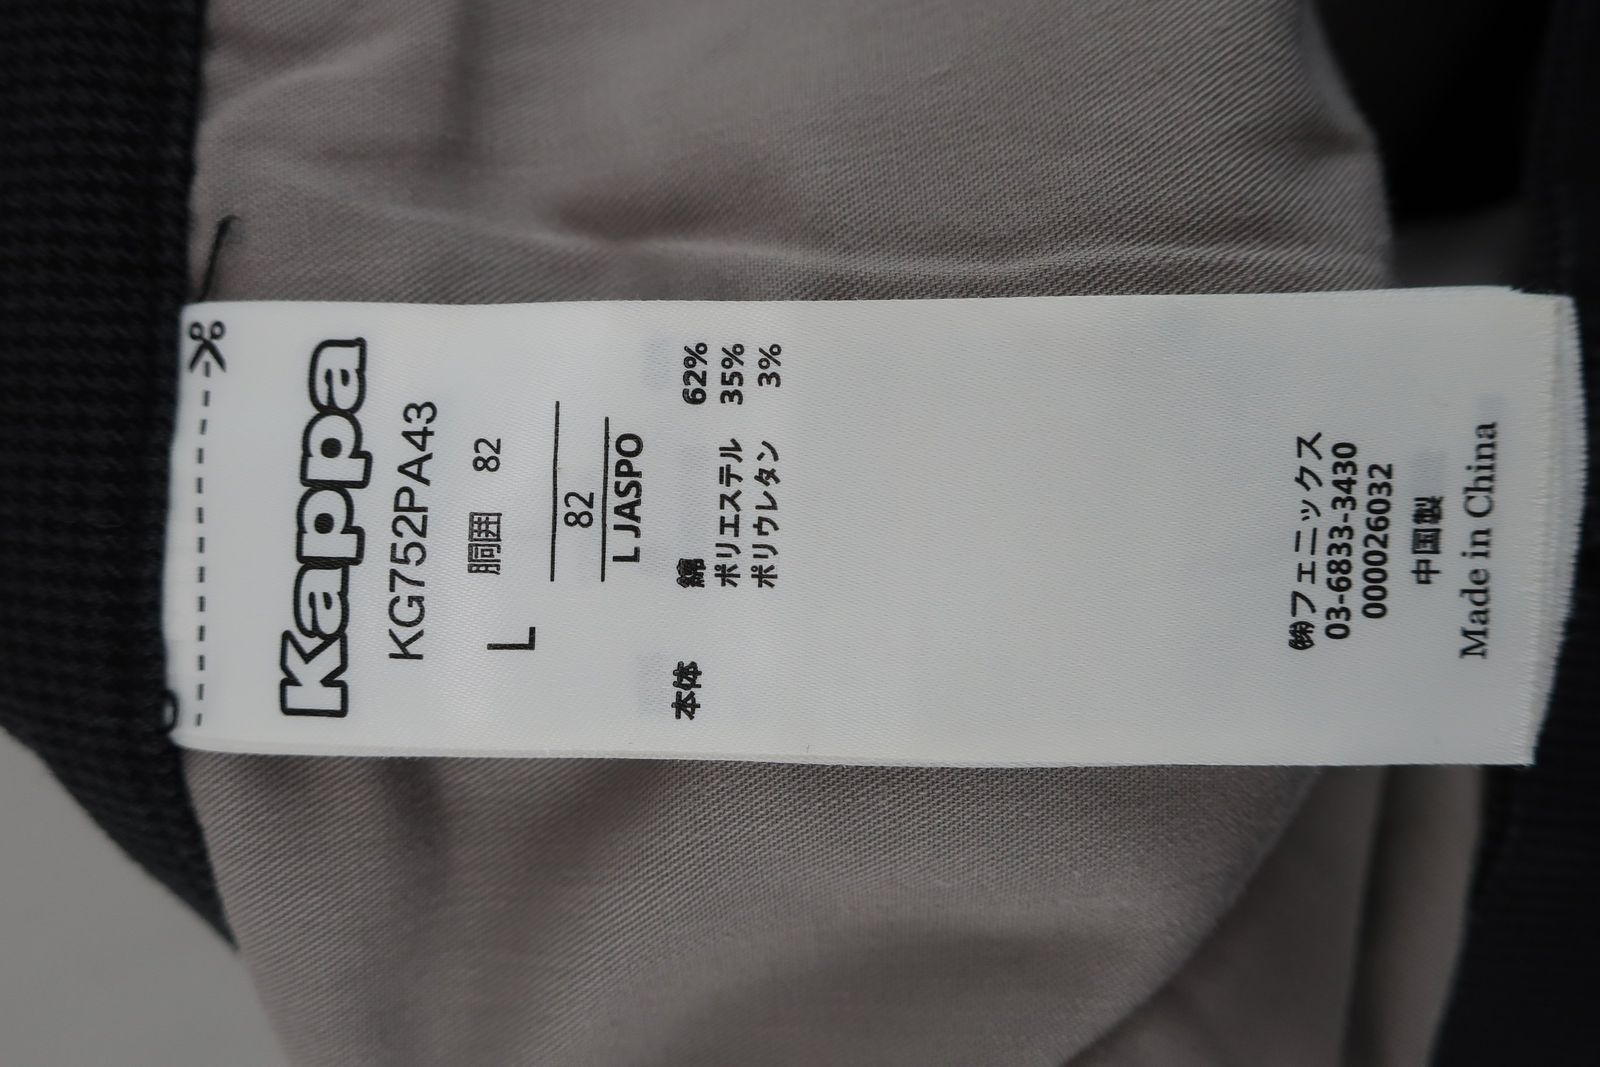 Kappa
KG752PA43
L 胴囲 82
82
L JASPO
本体 綿 62%
ポリエステル 35%
ポリウレタン 3%
㈱フェニックス
03-6833-3430
000026032
中国製
Made in China